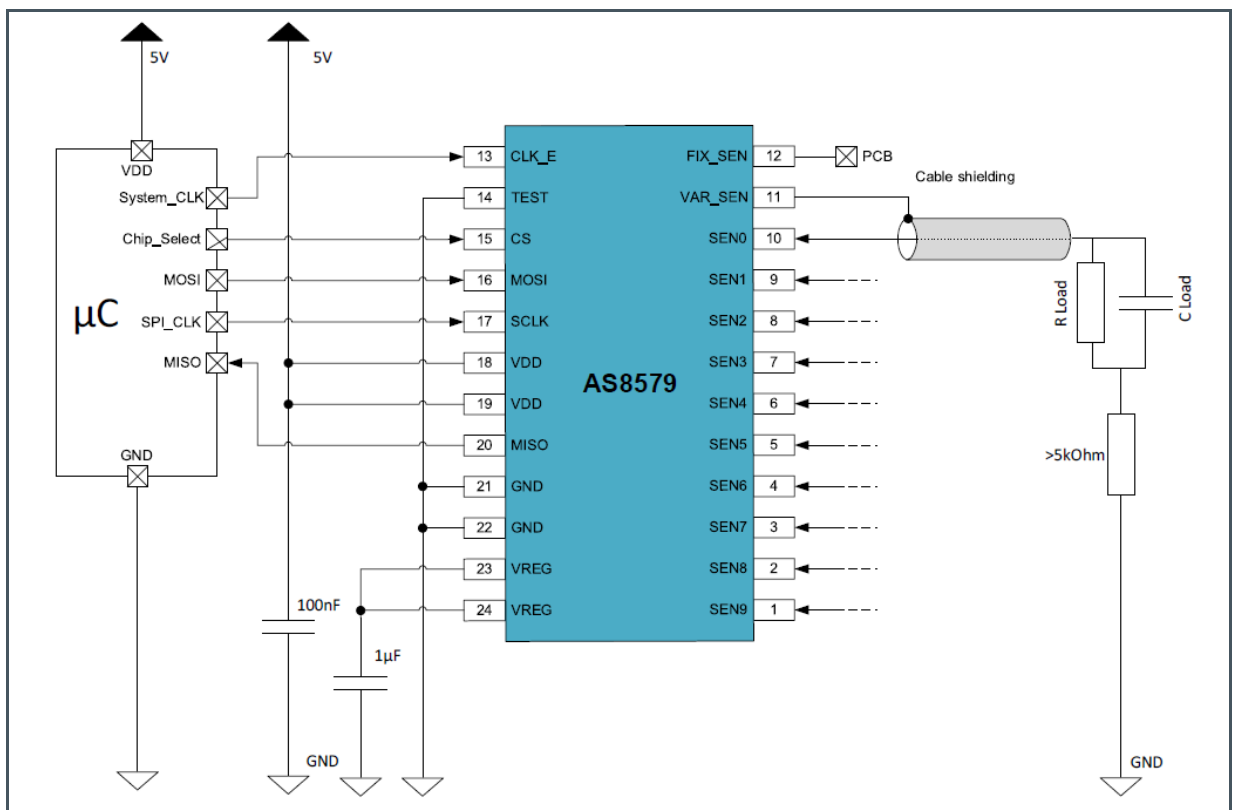 5V
5V
VDD
System_CLK
Chip_Select
MOSI
µC
SPI_CLK
MISO
GND
100nF
1µF
GND
13 CLK_E
14 TEST
15 CS
16 MOSI
17 SCLK
18 VDD
19 VDD
20 MISO
21 GND
22 GND
23 VREG
24 VREG
AS8579
FIX_SEN 12
VAR_SEN 11
SEN0 10
SEN1 9
SEN2 8
SEN3 7
SEN4 6
SEN5 5
SEN6 4
SEN7 3
SEN8 2
SEN9 1
PCB
Cable shielding
R Load
C Load
>5kOhm
GND